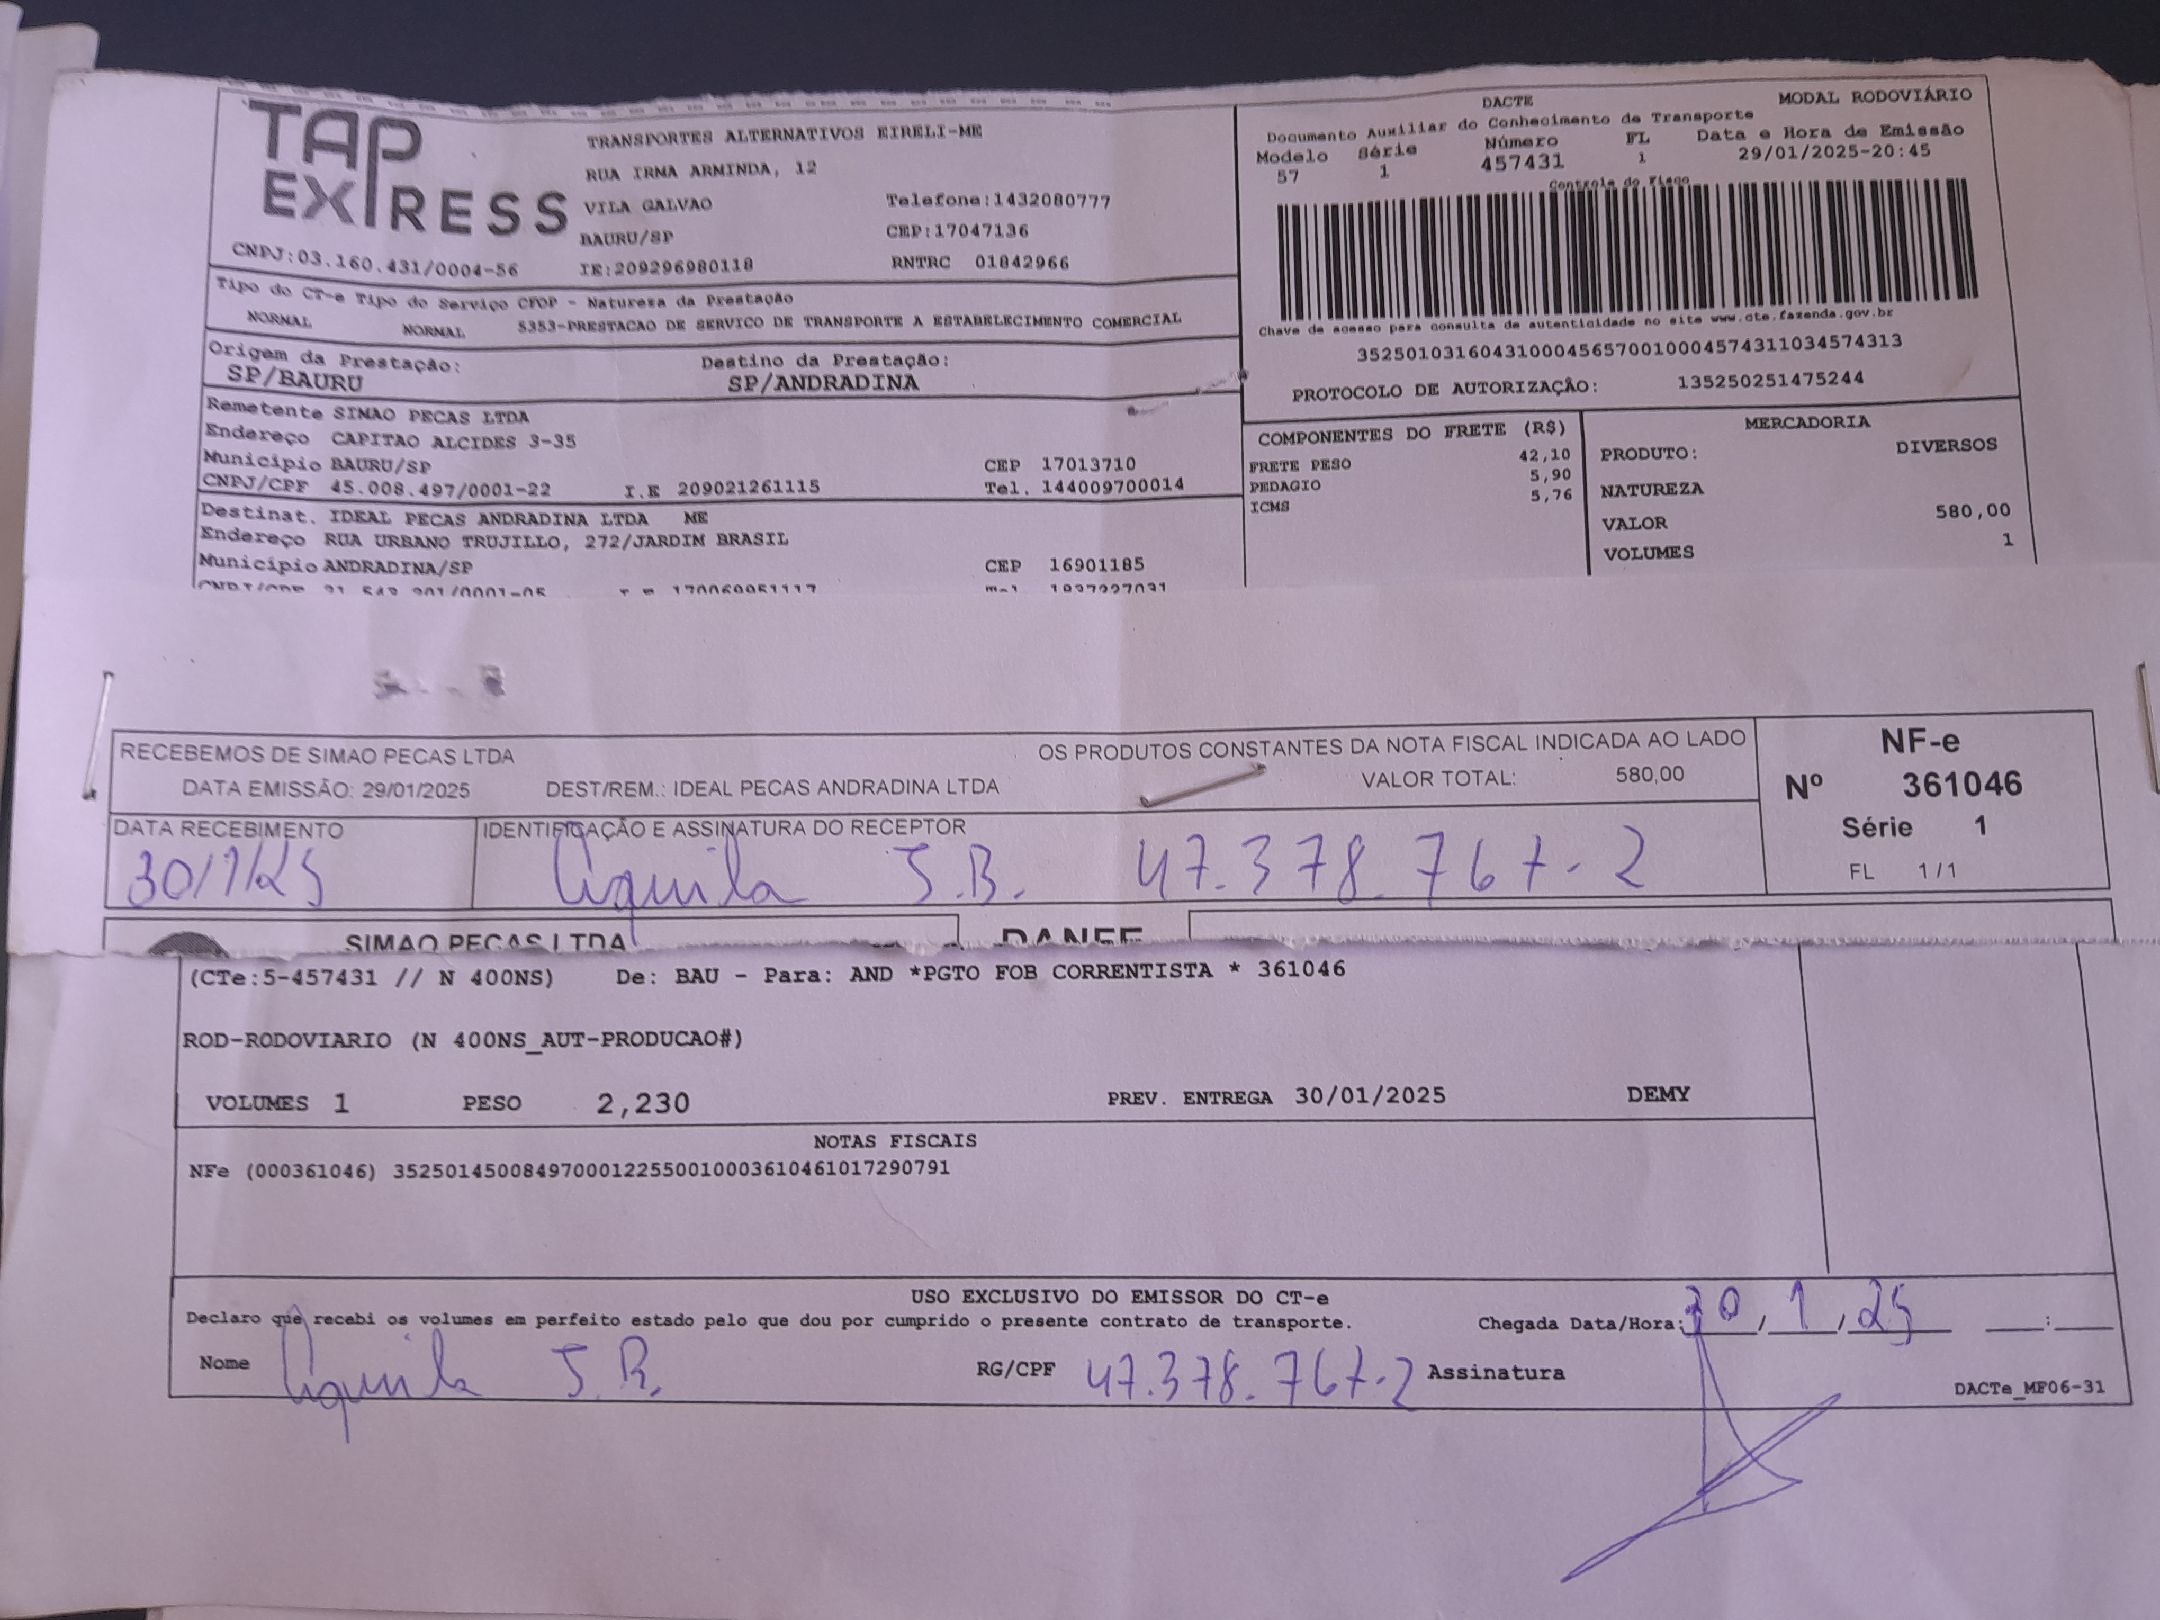 TAP
EXPRESS
TRANSPORTES ALTERNATIVOS EIRELI-ME
RUA IRMA ARMINDA, 12
VILA GALVAO Telefone:1432080777
BAURU/SP CEP:17047136
CNPJ:03.160.431/0004-56 IE:209296980118 RNTRC 01842966
DACTE MODAL RODOVIÁRIO
Documento Auxiliar do Conhecimento de Transporte
Modelo Série Número FL Data e Hora de Emissão
57 1 457431 1 29/01/2025-20:45
Controle do Fisco
Chave de acesso para consulta de autenticidade no site www.cte.fazenda.gov.br
35250103160431000456570010004574311034574313
PROTOCOLO DE AUTORIZAÇÃO: 135250251475244
Tipo do CT-e Tipo do Serviço CFOP - Natureza da Prestação
NORMAL NORMAL 5353-PRESTACAO DE SERVICO DE TRANSPORTE A ESTABELECIMENTO COMERCIAL
Origem da Prestação: Destino da Prestação:
SP/BAURU SP/ANDRADINA
Remetente SIMAO PECAS LTDA
Endereço CAPITAO ALCIDES 3-35
Município BAURU/SP CEP 17013710
CNPJ/CPF 45.008.497/0001-22 I.E 209021261115 Tel. 144009700014
Destinat. IDEAL PECAS ANDRADINA LTDA ME
Endereço RUA URBANO TRUJILLO, 272/JARDIM BRASIL
Município ANDRADINA/SP CEP 16901185
COMPONENTES DO FRETE (R$)
FRETE PESO 42,10
PEDAGIO 5,90
ICMS 5,76
MERCADORIA
PRODUTO: DIVERSOS
NATUREZA
VALOR 580,00
VOLUMES 1
RECEBEMOS DE SIMAO PECAS LTDA OS PRODUTOS CONSTANTES DA NOTA FISCAL INDICADA AO LADO
DATA EMISSÃO: 29/01/2025 DEST/REM.: IDEAL PECAS ANDRADINA LTDA VALOR TOTAL: 580,00
DATA RECEBIMENTO IDENTIFICAÇÃO E ASSINATURA DO RECEPTOR
30/1/25 Áquila S.B. 47.378.767-2
NF-e
Nº 361046
Série 1
FL 1/1
SIMAO PECAS LTDA DANFE
(CTe:5-457431 // N 400NS) De: BAU - Para: AND *PGTO FOB CORRENTISTA * 361046
ROD-RODOVIARIO (N 400NS_AUT-PRODUCAO#)
VOLUMES 1 PESO 2,230 PREV. ENTREGA 30/01/2025 DEMY
NOTAS FISCAIS
NFe (000361046) 35250145008497000122550010003610461017290791
USO EXCLUSIVO DO EMISSOR DO CT-e
Declaro que recebi os volumes em perfeito estado pelo que dou por cumprido o presente contrato de transporte. Chegada Data/Hora: 30/1/25 :
Nome Áquila S.B. RG/CPF 47.378.767-2 Assinatura
DACTe_MF06-31